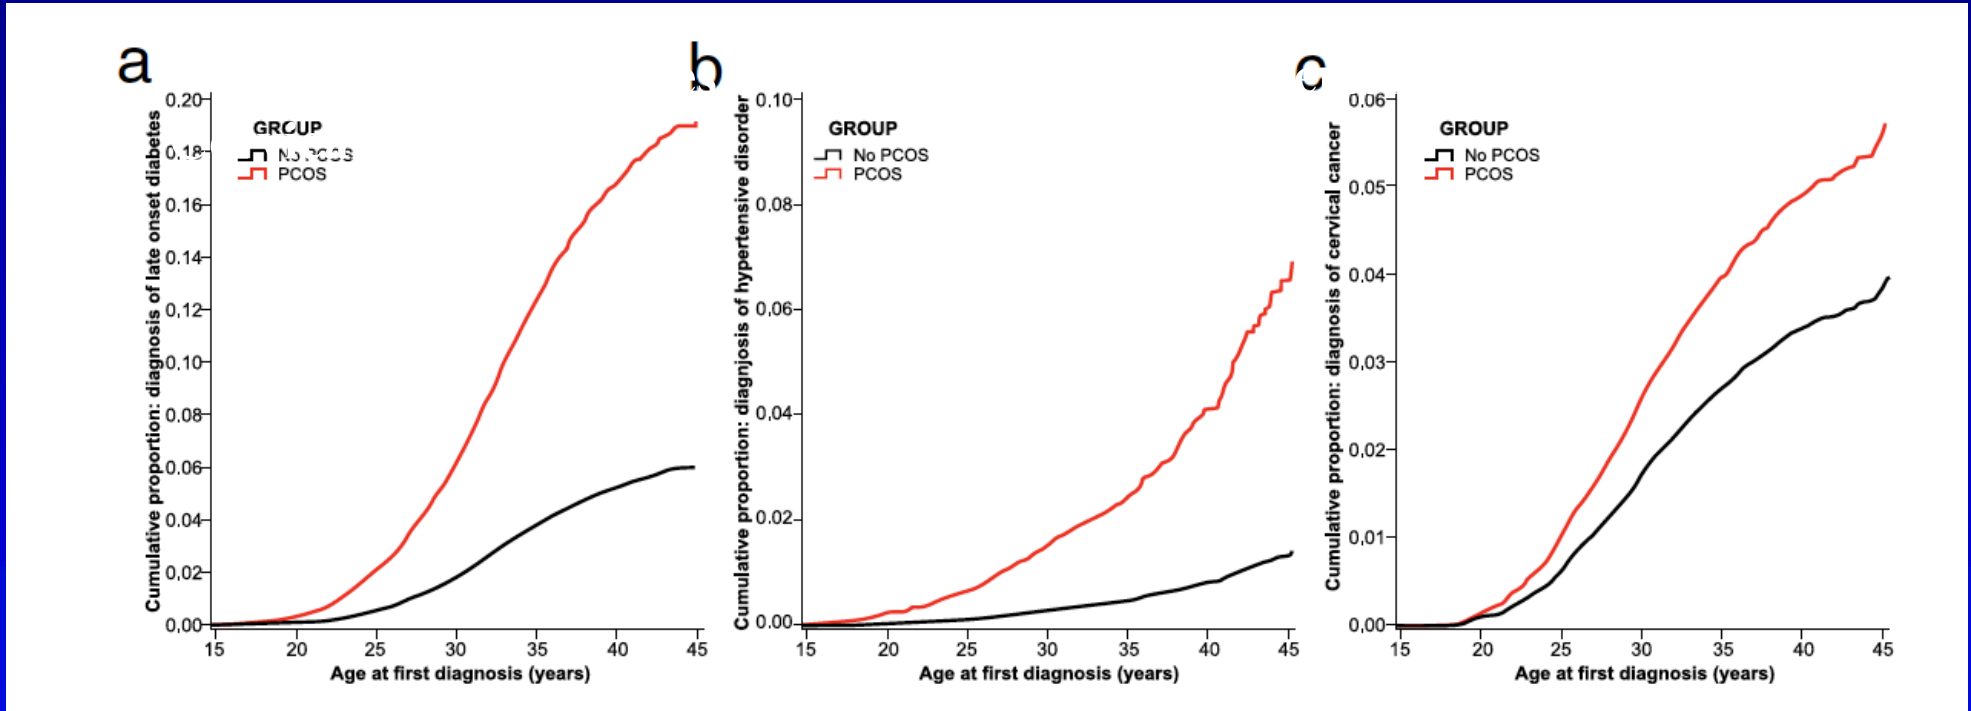 a
Cumulative proportion: diagnosis of late onset diabetes
0.20
0.18
0.16
0.14
0.12
0.10
0.08
0.06
0.04
0.02
0,00
GROUP
No PCOS
PCOS
15 20 25 30 35 40 45
Age at first diagnosis (years)
b
Cumulative proportion: diagnjosis of hypertensive disorder
0.10
0.08
0,06
0,04
0.02
0.00
GROUP
No PCOS
PCOS
15 20 25 30 35 40 45
Age at first diagnosis (years)
c
Cumulative proportion: diagnosis of cervical cancer
0.06
0.05
0.04
0,03
0.02
0,01
0,00
GROUP
No PCOS
PCOS
15 20 25 30 35 40 45
Age at first diagnosis (years)